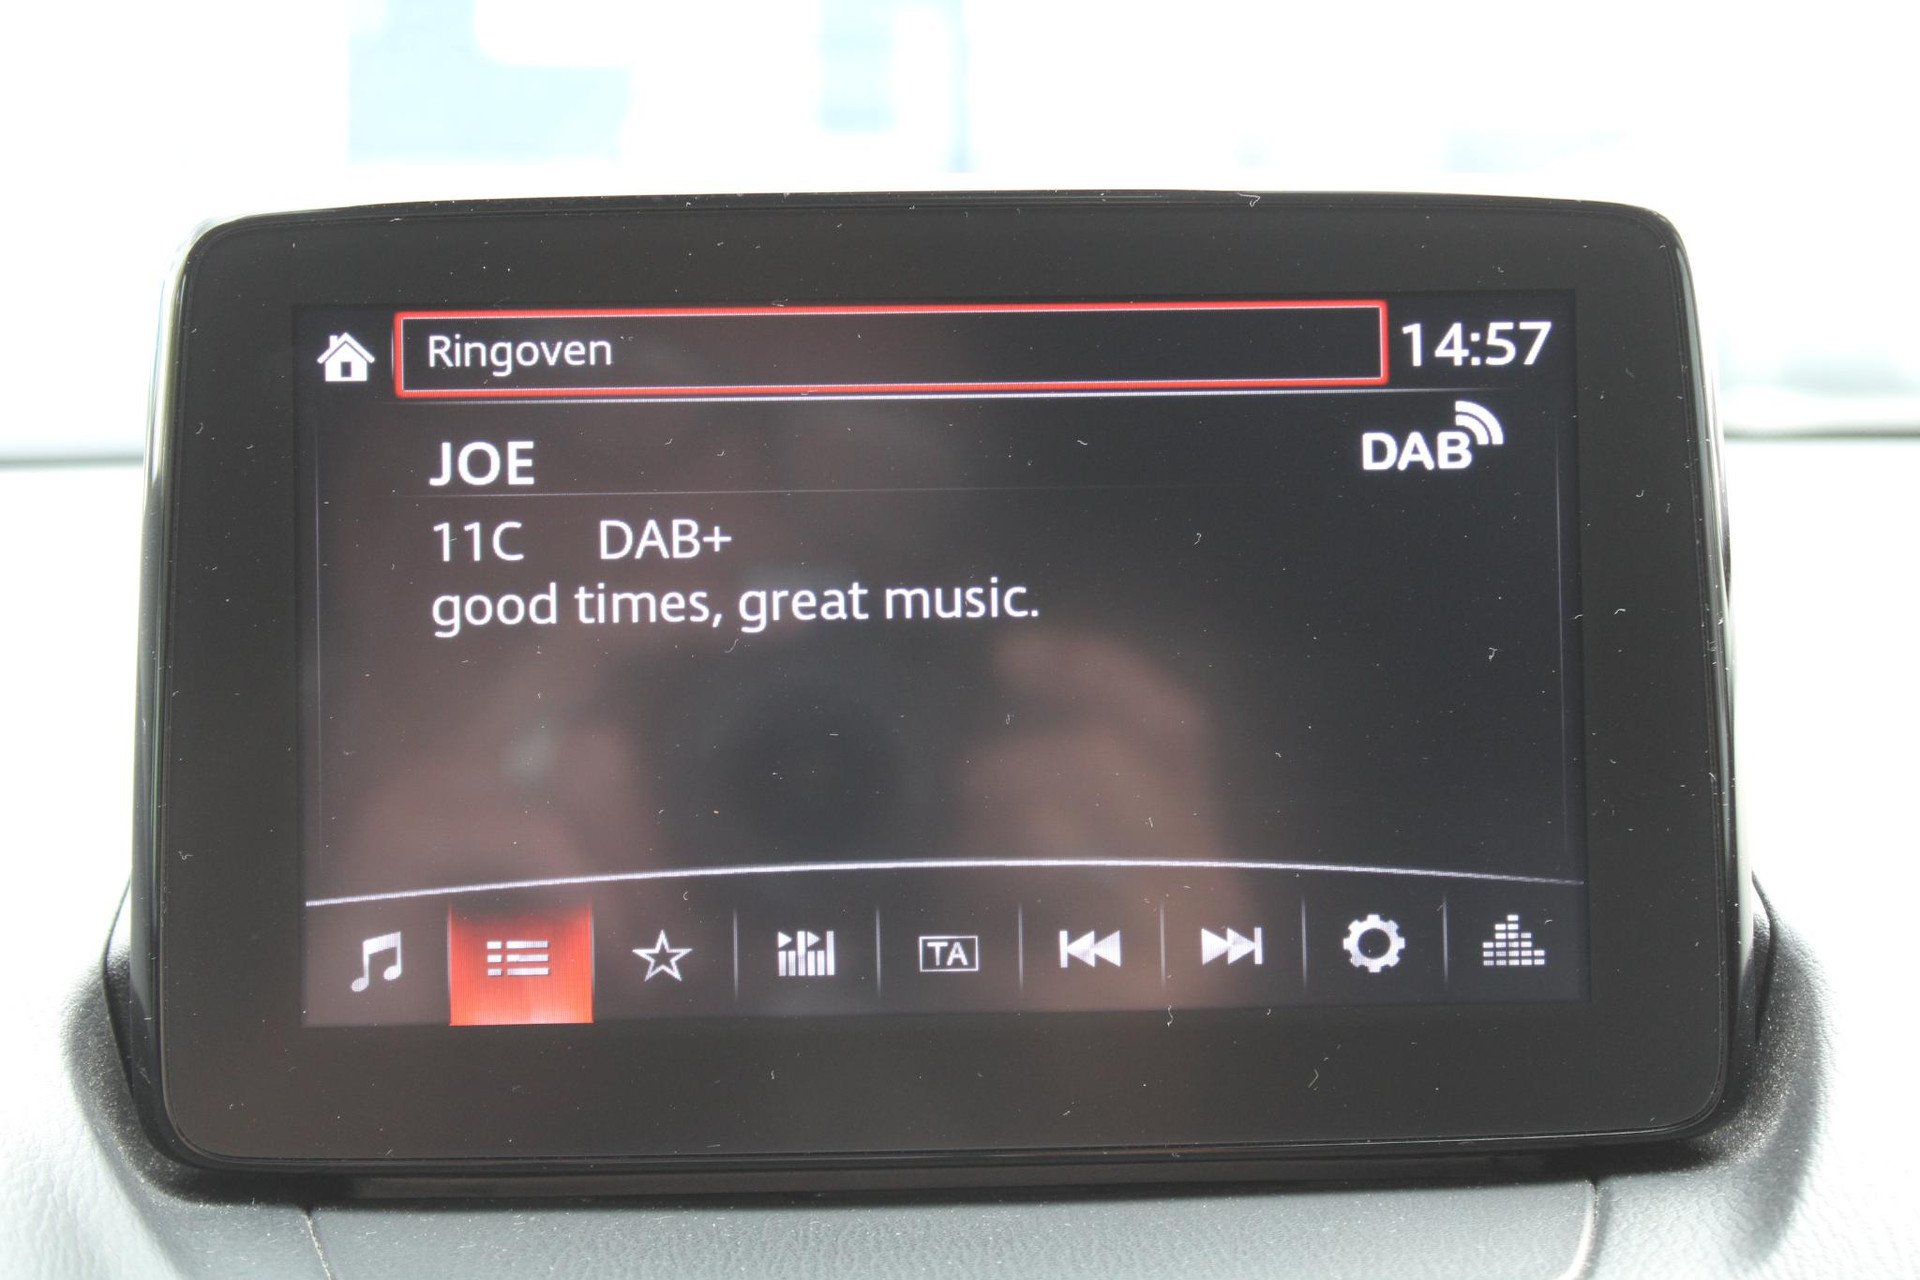 Ringoven 14:57
JOE DAB
11C DAB+
good times, great music.
TA